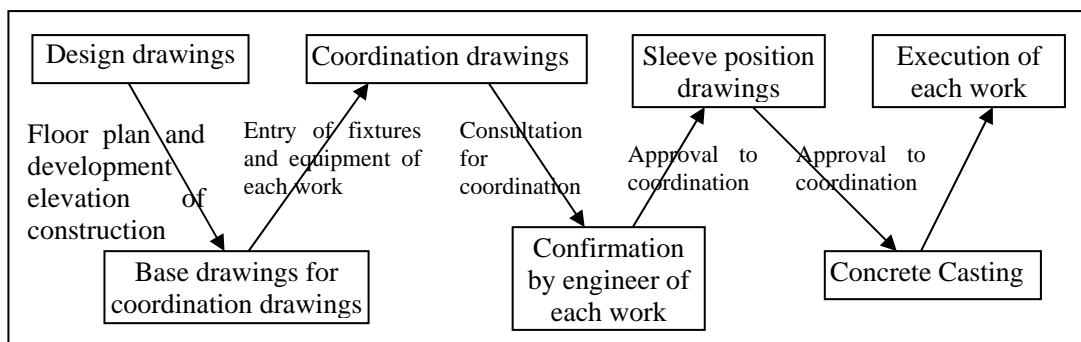 Design drawings
Coordination drawings
Sleeve position
drawings
Execution of
each work
Floor plan and
development
elevation of
construction
Entry of fixtures
and equipment of
each work
Consultation
for
coordination
Approval to
coordination
Approval to
coordination
Base drawings for
coordination drawings
Confirmation
by engineer of
each work
Concrete Casting